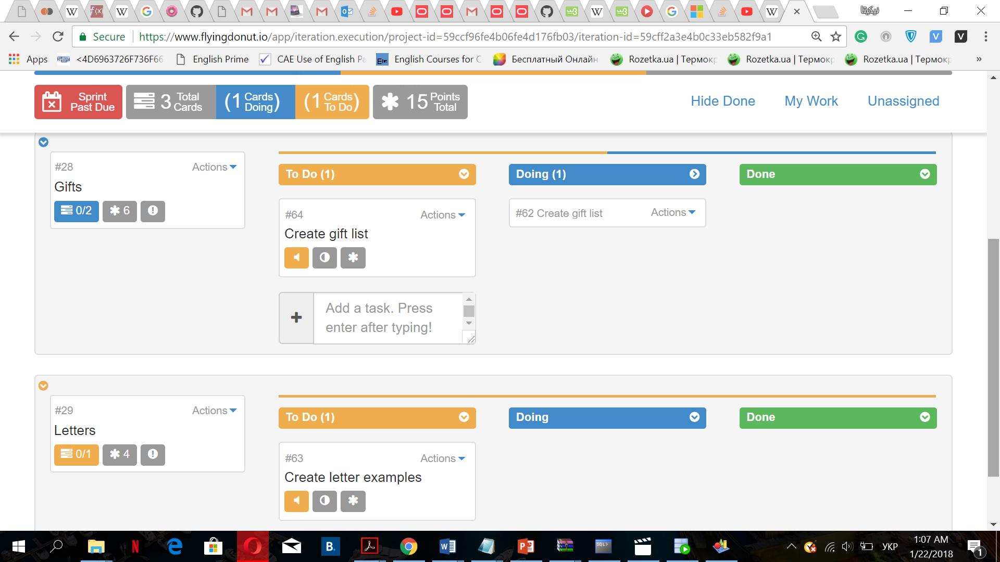 نیکیتا
Secure https://www.flyingdonut.io/app/iteration.execution/project-id=59ccf96fe4b06fe4d176fb03/iteration-id=59cff2a3e4b0c33eb582f9a1
Apps <4D6963726F736F66 English Prime CAE Use of English Pa English Courses for C Бесплатный Онлайн Rozetka.ua | Термокр Rozetka.ua | Термокр Rozetka.ua | Термокр »
Sprint Past Due 3 Total Cards (1 Cards Doing) (1 Cards To Do) 15 Points Total Hide Done My Work Unassigned
#28 Actions
Gifts
0/2 6
To Do (1) Doing (1) Done
#64 Actions
Create gift list
#62 Create gift list Actions
Add a task. Press
enter after typing!
#29 Actions
Letters
0/1 4
To Do (1) Doing Done
#63 Actions
Create letter examples
B. УКР 1:07 AM
1/22/2018
1